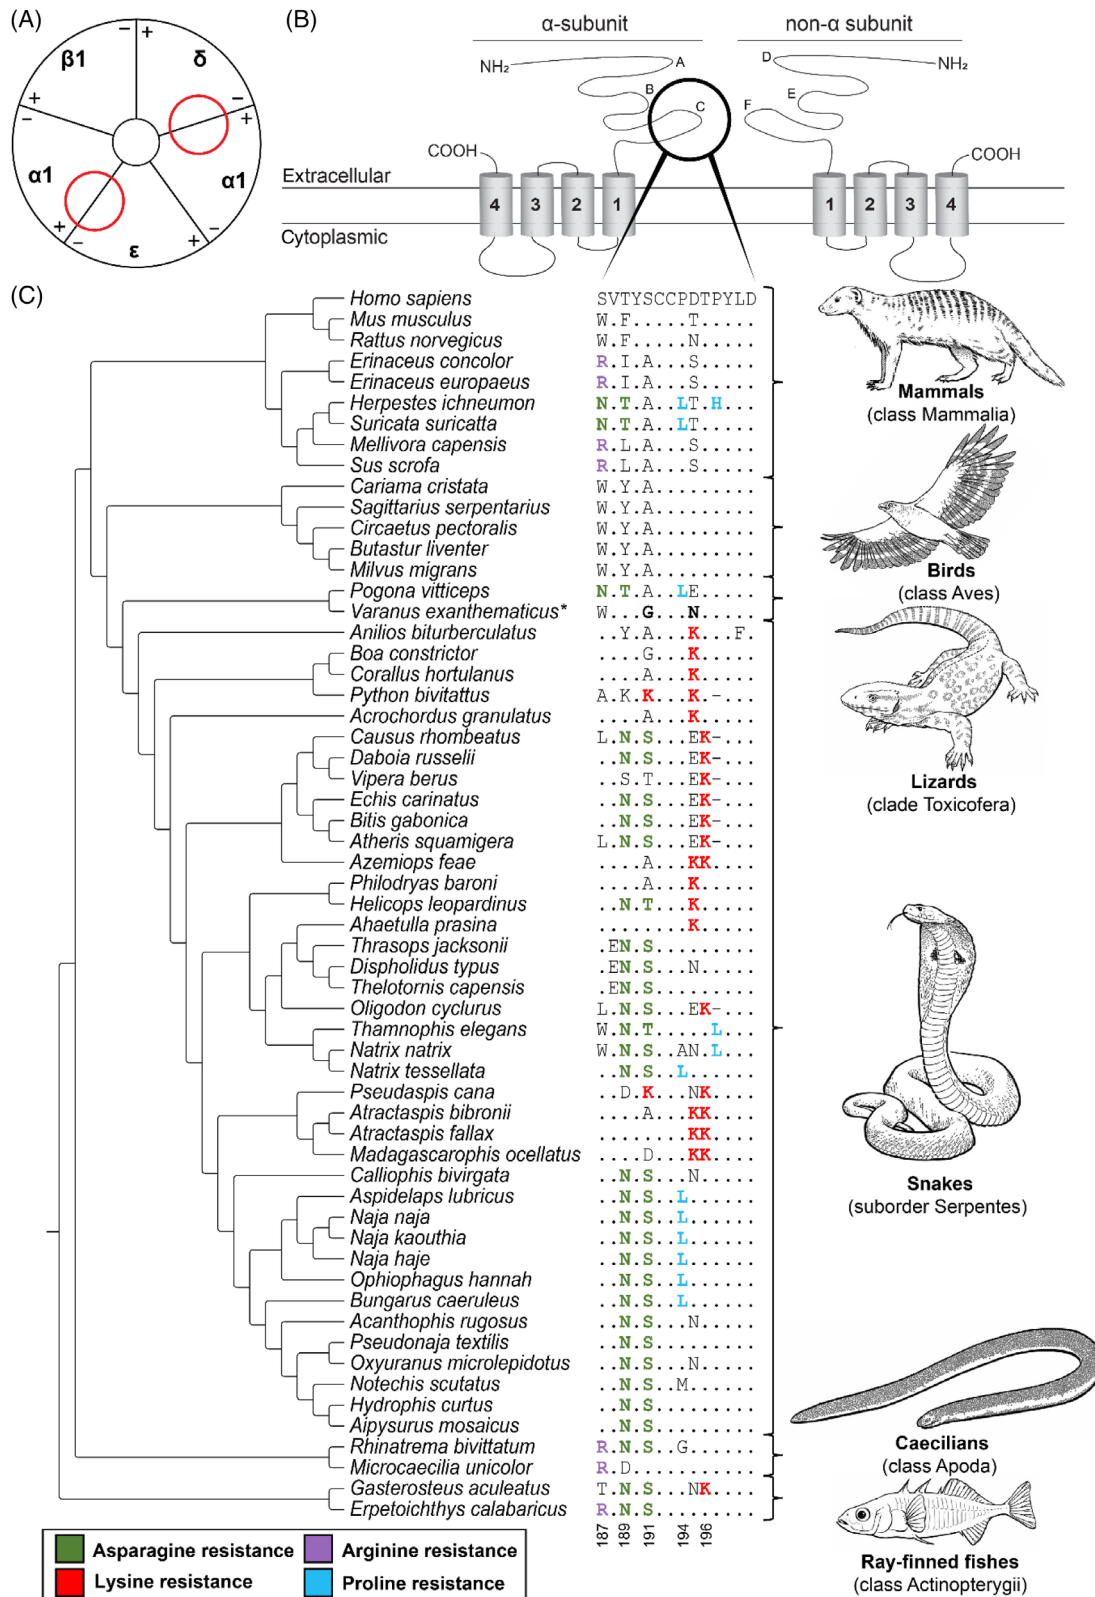 (A)
β1
δ
α1
α1
ε
− +
+ −
− +
+ −
− +
(B)
α-subunit
non-α subunit
NH₂
A
B
C
D
E
F
NH₂
COOH
COOH
Extracellular
Cytoplasmic
4 3 2 1
1 2 3 4
(C)
Homo sapiens SVTYSCCPDTPYLD
Mus musculus W.F.....T.....
Rattus norvegicus W.F.....N.....
Erinaceus concolor R.I.A...S.....
Erinaceus europaeus R.I.A...S.....
Herpestes ichneumon N.T.A..LT.H...
Suricata suricatta N.T.A..LT.....
Mellivora capensis R.L.A...S.....
Sus scrofa R.L.A...S.....
Cariama cristata W.Y.A.........
Sagittarius serpentarius W.Y.A.........
Circaetus pectoralis W.Y.A.........
Butastur liventer W.Y.A.........
Milvus migrans W.Y.A.........
Pogona vitticeps N.T.A..LE.....
Varanus exanthematicus* W...G...N.....
Anilios biturberculatus ..Y.A...K...F.
Boa constrictor ....G...K.....
Corallus hortulanus ....A...K.....
Python bivitattus A.K.K...K.-...
Acrochordus granulatus ....A...K.....
Causus rhombeatus L.N.S...EK-...
Daboia russelii ..N.S...EK-...
Vipera berus ..S.T...EK-...
Echis carinatus ..N.S...EK-...
Bitis gabonica ..N.S...EK-...
Atheris squamigera L.N.S...EK-...
Azemiops feae ....A...KK....
Philodryas baroni ....A...K.....
Helicops leopardinus ..N.T...K.....
Ahaetulla prasina ........K.....
Thrasops jacksonii .EN.S.........
Dispholidus typus .EN.S...N.....
Thelotornis capensis .EN.S.........
Oligodon cyclurus L.N.S...EK-...
Thamnophis elegans W.N.T.....L...
Natrix natrix W.N.S..AN.L...
Natrix tessellata ..N.S..L......
Pseudaspis cana ..D.K...NK....
Atractaspis bibronii ....A...KK....
Atractaspis fallax ........KK....
Madagascarophis ocellatus ....D...KK....
Calliophis bivirgata ..N.S...N.....
Aspidelaps lubricus ..N.S..L......
Naja naja ..N.S..L......
Naja kaouthia ..N.S..L......
Naja haje ..N.S..L......
Ophiophagus hannah ..N.S..L......
Bungarus caeruleus ..N.S..L......
Acanthophis rugosus ..N.S...N.....
Pseudonaja textilis ..N.S.........
Oxyuranus microlepidotus ..N.S...N.....
Notechis scutatus ..N.S..M......
Hydrophis curtus ..N.S.........
Aipysurus mosaicus ..N.S.........
Rhinatrema bivittatum R.N.S..G......
Microcaecilia unicolor R.D...........
Gasterosteus aculeatus T.N.S...NK....
Erpetoichthys calabaricus R.N.S.........
187 189 191 194 196
Mammals
(class Mammalia)
Birds
(class Aves)
Lizards
(clade Toxicofera)
Snakes
(suborder Serpentes)
Caecilians
(class Apoda)
Ray-finned fishes
(class Actinopterygii)
Asparagine resistance
Arginine resistance
Lysine resistance
Proline resistance